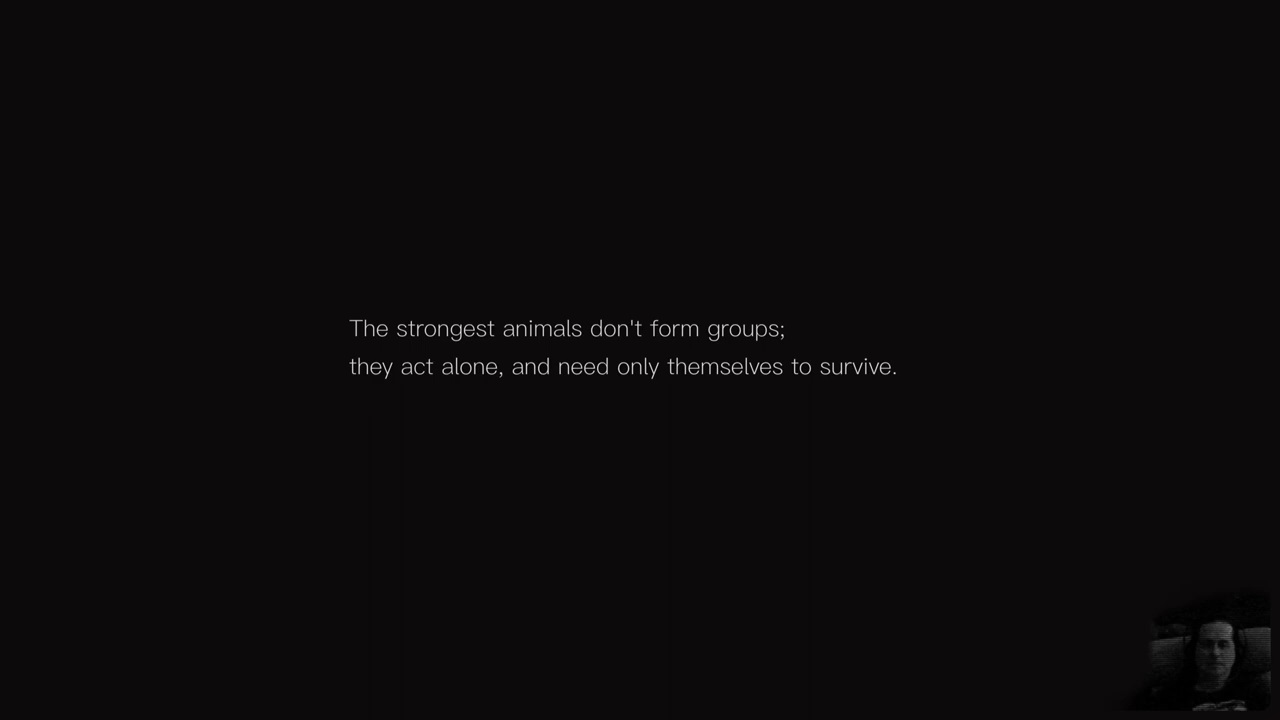 The strongest animals don't form groups;
they act alone, and need only themselves to survive.